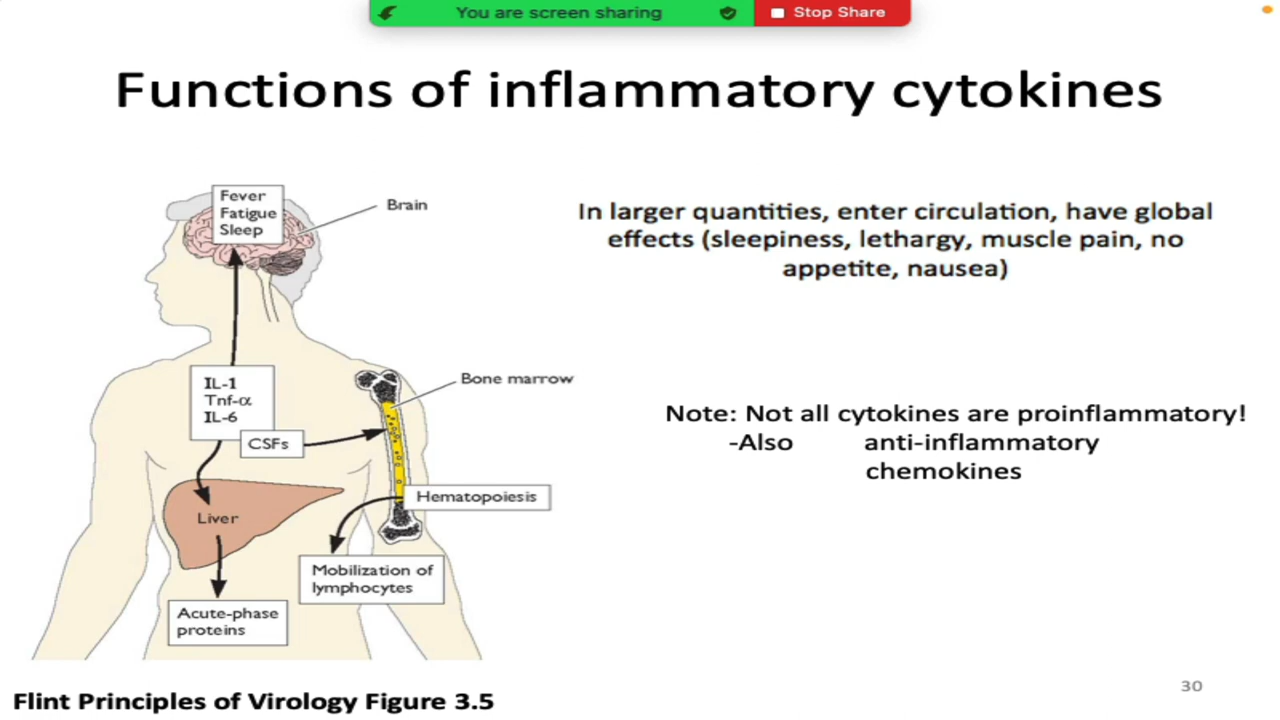 You are screen sharing
Stop Share
Functions of inflammatory cytokines
Fever
Fatigue
Sleep
Brain
In larger quantities, enter circulation, have global
effects (sleepiness, lethargy, muscle pain, no
appetite, nausea)
IL-1
Tnf-α
IL-6
CSFs
Bone marrow
Note: Not all cytokines are proinflammatory!
-Also anti-inflammatory
chemokines
Hematopoiesis
Liver
Mobilization of
lymphocytes
Acute-phase
proteins
Flint Principles of Virology Figure 3.5
30